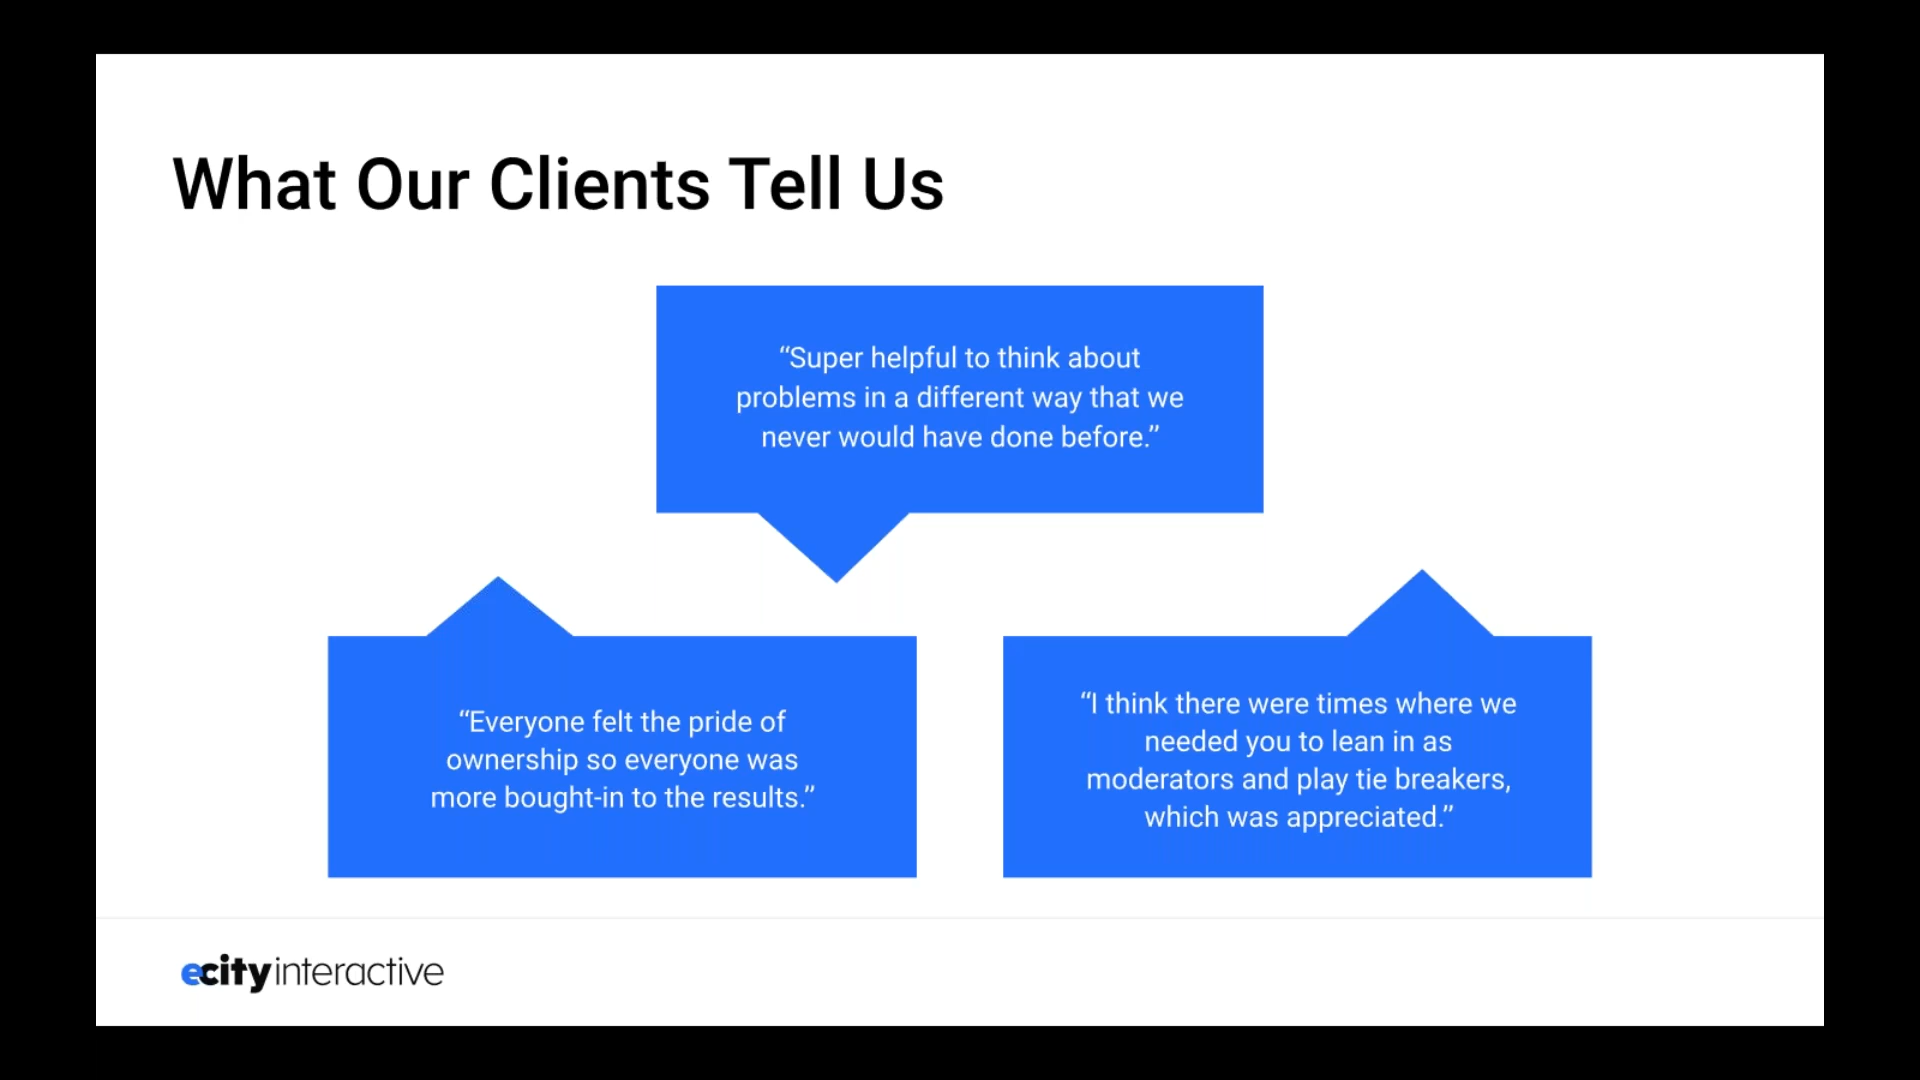 What Our Clients Tell Us
“Super helpful to think about
problems in a different way that we
never would have done before.”
“Everyone felt the pride of
ownership so everyone was
more bought-in to the results.”
“I think there were times where we
needed you to lean in as
moderators and play tie breakers,
which was appreciated.”
ecity interactive